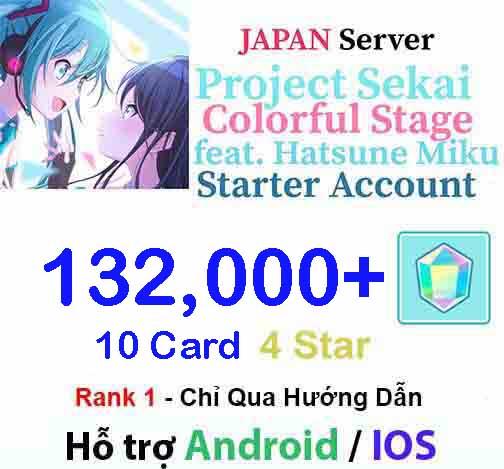 JAPAN Server
Project Sekai
Colorful Stage
feat. Hatsune Miku
Starter Account
132,000+
10 Card 4 Star
Rank 1 - Chỉ Qua Hướng Dẫn
Hỗ trợ Android / IOS